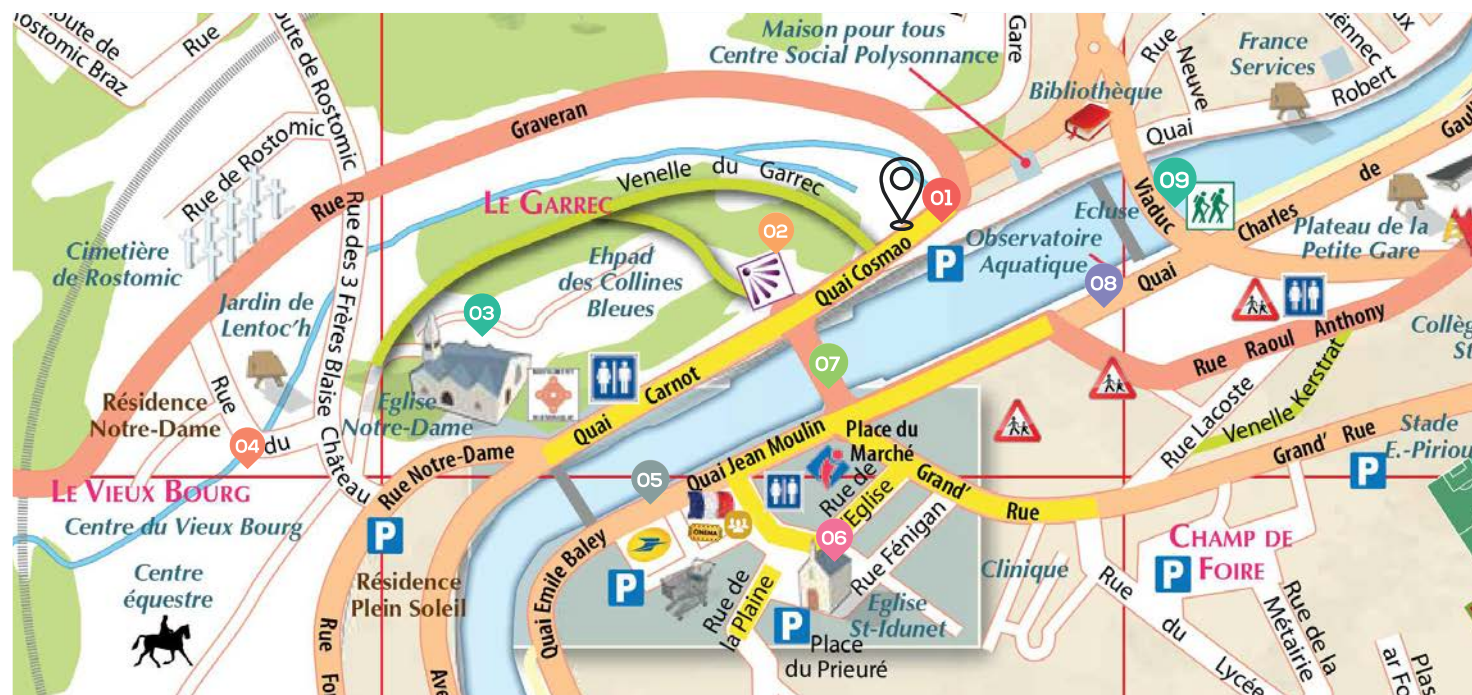 Route de
Rostomic Braz
Rue
Route de Rostomic
Rue de Rostomic
Cimetière
de Rostomic
Rue
Graveran
Rue des 3 Frères Blaise
LE GARREC
Venelle du Garrec
Maison pour tous
Centre Social Polysonnance
Gare
Bibliothèque
Rue
Neuve
France
Services
Quai
Robert
01
02
03
04
05
06
07
08
09
Quai Cosmao
P
Ecluse
Observatoire
Aquatique
Viaduc
Quai
Charles
de
Plateau de la
Petite Gare
Ehpad
des Collines
Bleues
Jardin de
Lentoc'h
Résidence
Notre-Dame
Rue
du
Château
Eglise
Notre-Dame
Quai
Carnot
Rue Notre-Dame
LE VIEUX BOURG
Centre du Vieux Bourg
Centre
équestre
P
Résidence
Plein Soleil
Rue
Quai Emile Baley
Quai Jean Moulin
CINEMA
P
Place du
Marché
Rue de
l'Eglise
Rue Fénigan
Grand'
Rue
Rue de
la Plaine
Eglise
St-Idunet
P
Place
du Prieuré
Clinique
Rue Raoul Anthony
Rue Lacoste
Venelle Kerstrat
Grand' Rue
Stade
E.-Piriou
P
CHAMP DE
FOIRE
P
Rue
du
Lycée
Rue de la
Métairie